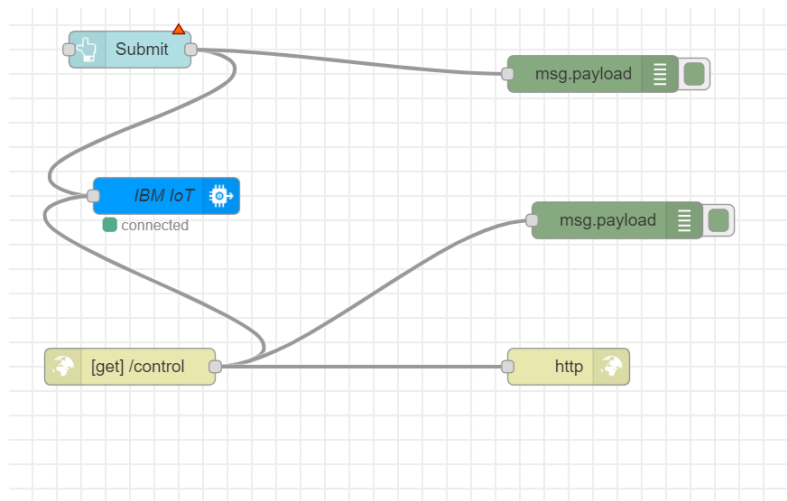 Submit
msg.payload
IBM IoT
connected
msg.payload
[get] /control
http